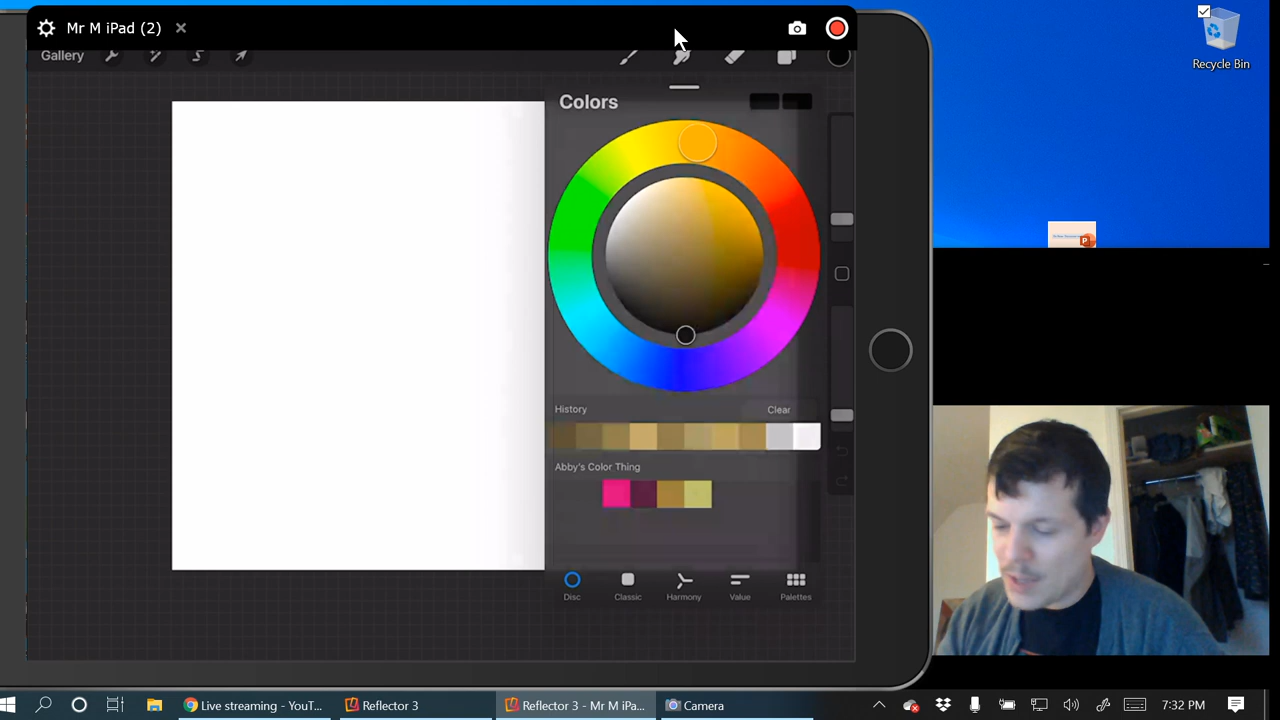 Mr M iPad (2)
Recycle Bin
Gallery
Colors
History
Clear
Abby's Color Thing
Disc
Classic
Harmony
Value
Palettes
Live streaming - YouT...
Reflector 3
Reflector 3 - Mr M iPa...
Camera
7:32 PM